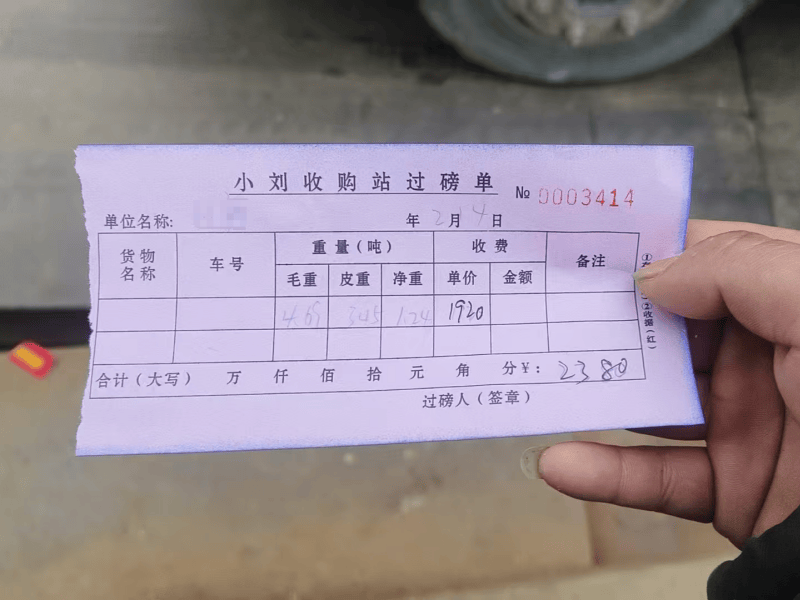 小刘收购站过磅单
№ 0003414
单位名称: 年 2月 14日
货物名称 车号 重量(吨) 收费 备注
毛重 皮重 净重 单价 金额
4.69 3.45 1.24 1920
合计(大写) 万 仟 佰 拾 元 角 分¥: 2380
过磅人(签章)
②收据(红)